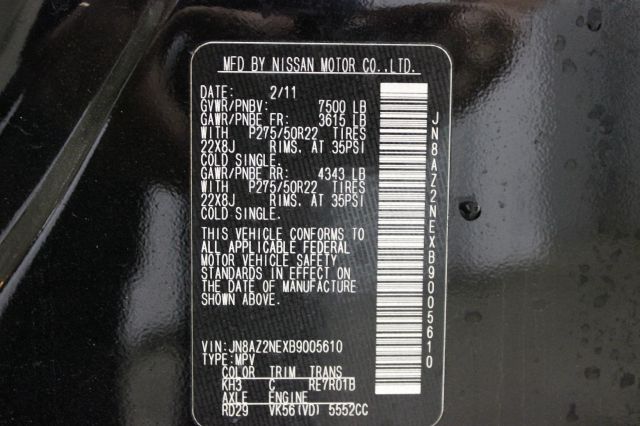 MFD BY NISSAN MOTOR CO.,LTD.
DATE: 2/11
GVWR/PNBV: 7500 LB
GAWR/PNBE FR: 3615 LB
WITH P275/50R22 TIRES
22X8J RIMS, AT 35PSI
COLD SINGLE.
GAWR/PNBE RR: 4343 LB
WITH P275/50R22 TIRES
22X8J RIMS, AT 35PSI
COLD SINGLE.
THIS VEHICLE CONFORMS TO
ALL APPLICABLE FEDERAL
MOTOR VEHICLE SAFETY
STANDARDS IN EFFECT ON
THE DATE OF MANUFACTURE
SHOWN ABOVE.
VIN:JN8AZ2NEXB9005610
TYPE:MPV
COLOR TRIM TRANS
KH3 C RE7R01B
AXLE ENGINE
RD29 VK56(VD) 5552CC
JN8AZ2NEXB9005610